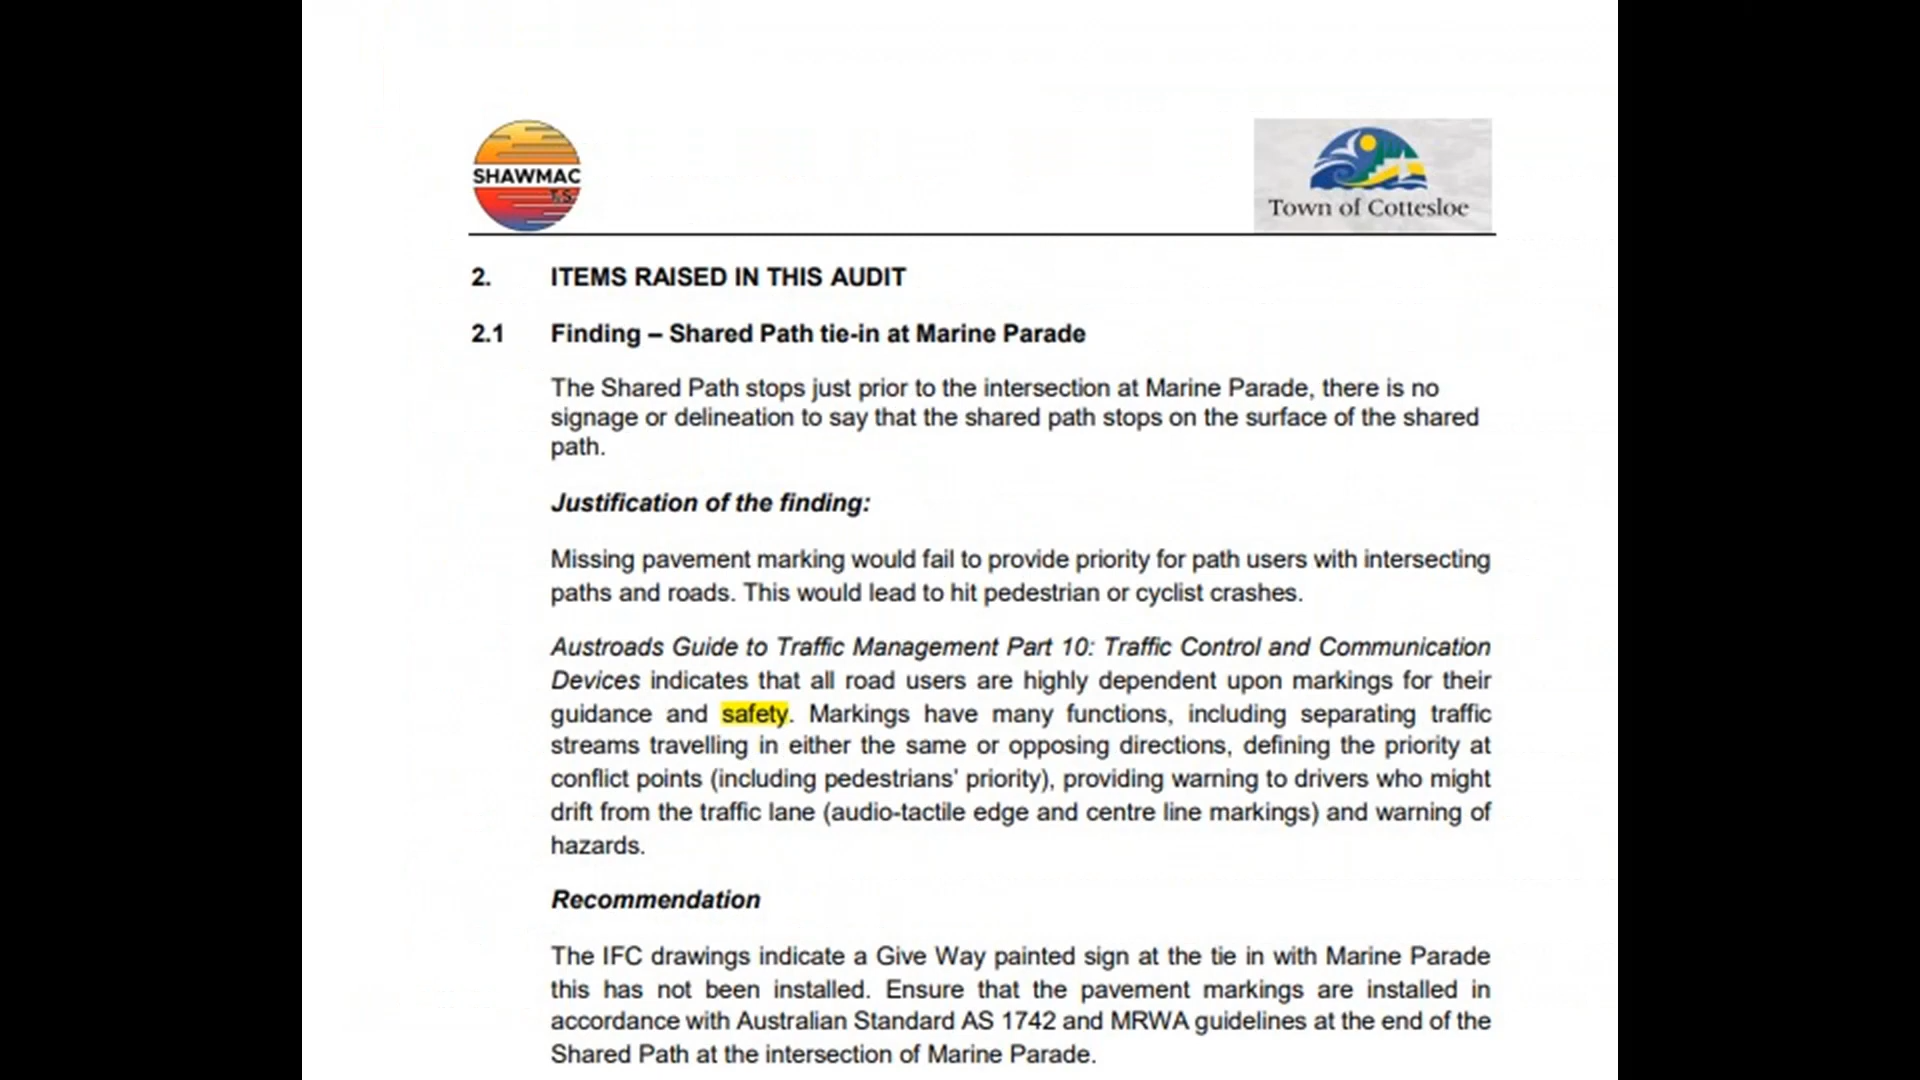 SHAWMAC
T.S.
Town of Cottesloe
2. ITEMS RAISED IN THIS AUDIT
2.1 Finding – Shared Path tie-in at Marine Parade
The Shared Path stops just prior to the intersection at Marine Parade, there is no
signage or delineation to say that the shared path stops on the surface of the shared
path.
Justification of the finding:
Missing pavement marking would fail to provide priority for path users with intersecting
paths and roads. This would lead to hit pedestrian or cyclist crashes.
Austroads Guide to Traffic Management Part 10: Traffic Control and Communication
Devices indicates that all road users are highly dependent upon markings for their
guidance and safety. Markings have many functions, including separating traffic
streams travelling in either the same or opposing directions, defining the priority at
conflict points (including pedestrians' priority), providing warning to drivers who might
drift from the traffic lane (audio-tactile edge and centre line markings) and warning of
hazards.
Recommendation
The IFC drawings indicate a Give Way painted sign at the tie in with Marine Parade
this has not been installed. Ensure that the pavement markings are installed in
accordance with Australian Standard AS 1742 and MRWA guidelines at the end of the
Shared Path at the intersection of Marine Parade.